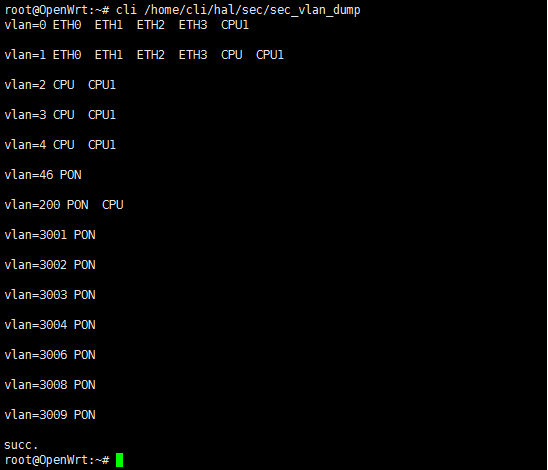 root@OpenWrt:~# cli /home/cli/hal/sec/sec_vlan_dump
vlan=0 ETH0  ETH1  ETH2  ETH3  CPU1
vlan=1 ETH0  ETH1  ETH2  ETH3  CPU  CPU1
vlan=2 CPU  CPU1
vlan=3 CPU  CPU1
vlan=4 CPU  CPU1
vlan=46 PON
vlan=200 PON  CPU
vlan=3001 PON
vlan=3002 PON
vlan=3003 PON
vlan=3004 PON
vlan=3006 PON
vlan=3008 PON
vlan=3009 PON
succ.
root@OpenWrt:~#